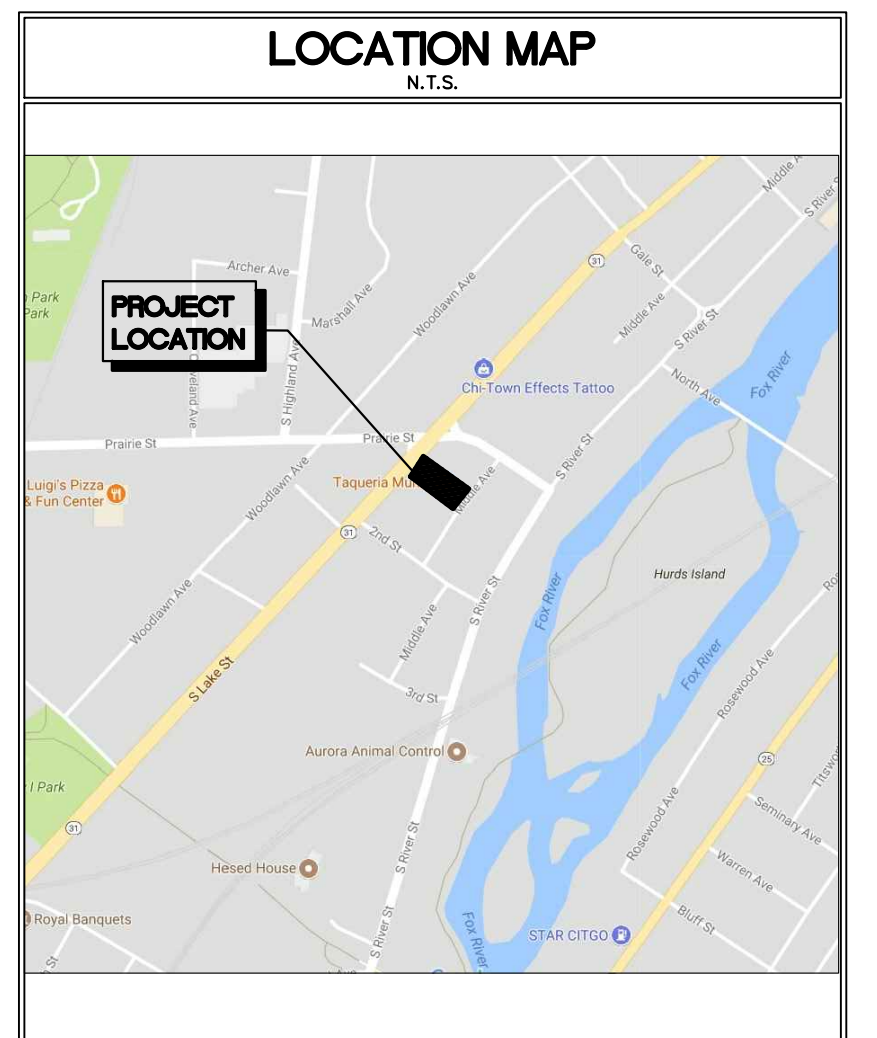 LOCATION MAP
N.T.S.
Middle A
S River S
31
Gale St
Archer Ave
Park
Park
PROJECT
LOCATION
Marshall Ave
Woodlawn Ave
Middle Ave
S River St
Cleveland Ave
S Highland Ave
Chi-Town Effects Tattoo
North Ave
Fox River
Prairie St
Prairie St
S River St
Luigi's Pizza
& Fun Center
Woodlawn Ave
Taqueria Mu
Middle Ave
31
2nd St
Hurds Island
Woodlawn Ave
Middle Ave
S River St
Fox River
Ro
S Lake St
3rd St
Fox River
Rosewood Ave
Aurora Animal Control
25
Titswor
I Park
31
Rosewood Ave
Seminary Ave
S River St
Warren Ave
Hesed House
Royal Banquets
S River St
Fox River
STAR CITGO
Bluff St
St